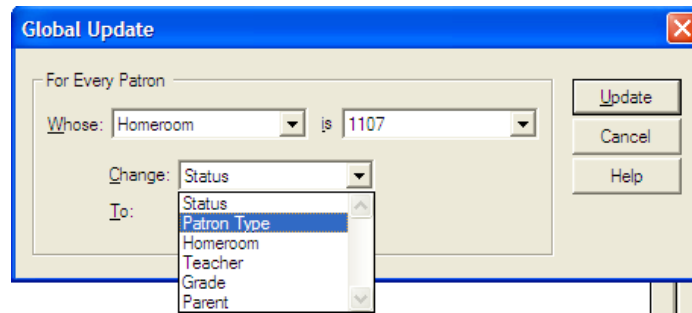 Global Update
For Every Patron
Update
Whose: Homeroom is 1107
Cancel
Change: Status
Help
To:
Status
Patron Type
Homeroom
Teacher
Grade
Parent